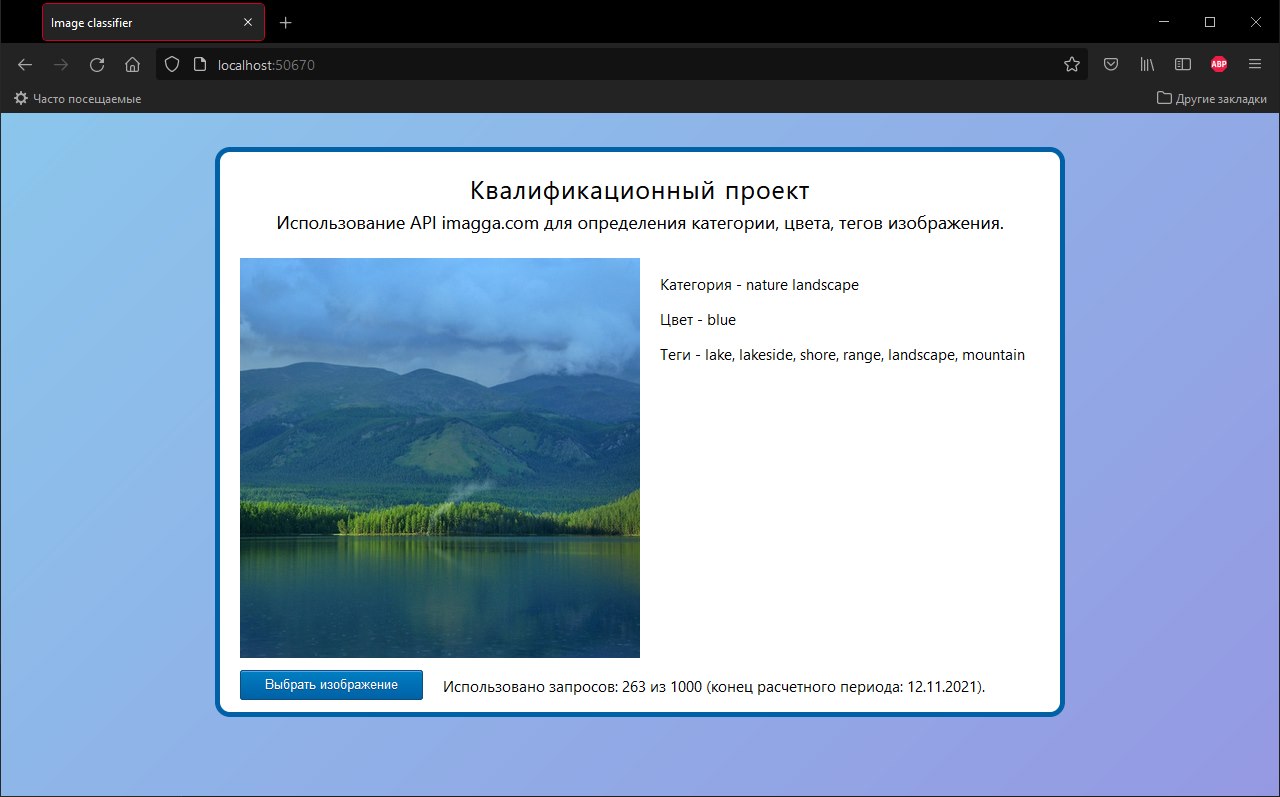 Image classifier
localhost:50670
ABP
Часто посещаемые
Другие закладки
Квалификационный проект
Использование API imagga.com для определения категории, цвета, тегов изображения.
Категория - nature landscape
Цвет - blue
Теги - lake, lakeside, shore, range, landscape, mountain
Выбрать изображение
Использовано запросов: 263 из 1000 (конец расчетного периода: 12.11.2021).